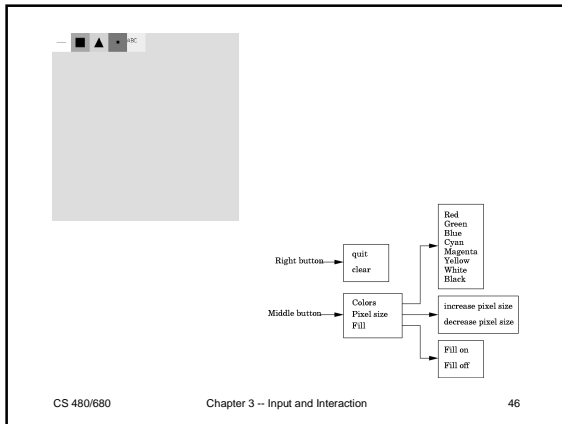 ABC
Red
Green
Blue
Cyan
Magenta
Yellow
White
Black
Right button
quit
clear
Middle button
Colors
Pixel size
Fill
increase pixel size
decrease pixel size
Fill on
Fill off
CS 480/680 Chapter 3 -- Input and Interaction 46